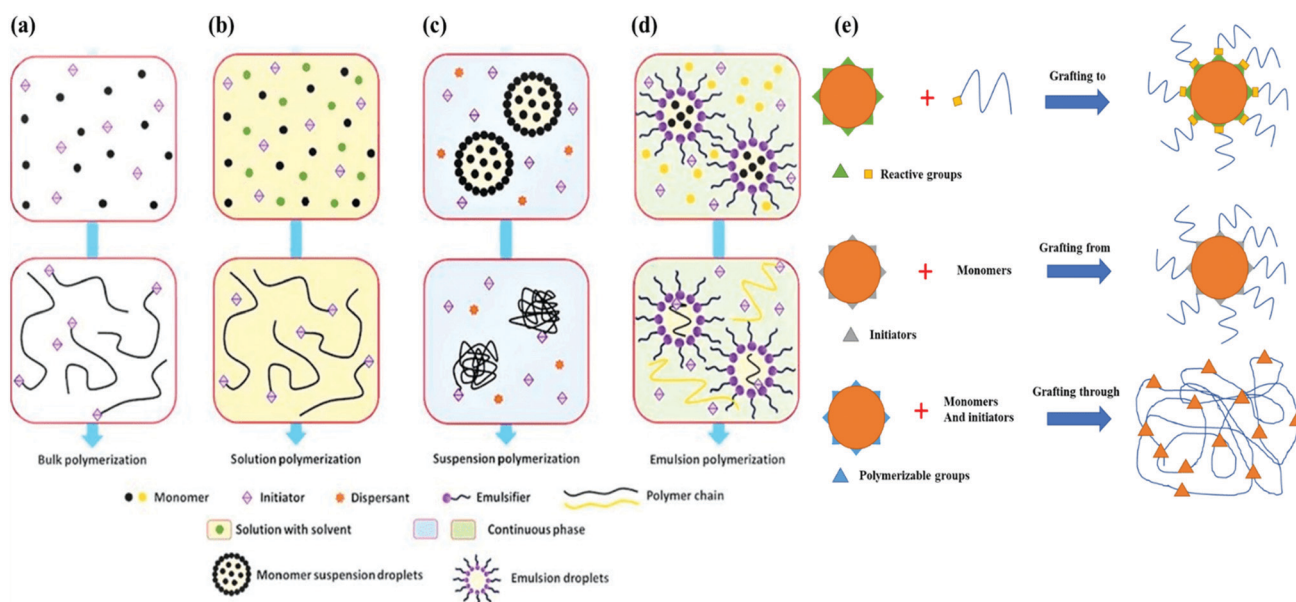 (a)
(b)
(c)
(d)
(e)
Bulk polymerization
Solution polymerization
Suspension polymerization
Emulsion polymerization
Monomer
Initiator
Dispersant
Emulsifier
Polymer chain
Solution with solvent
Continuous phase
Monomer suspension droplets
Emulsion droplets
Grafting to
Reactive groups
Grafting from
Monomers
Initiators
Grafting through
Monomers
And initiators
Polymerizable groups